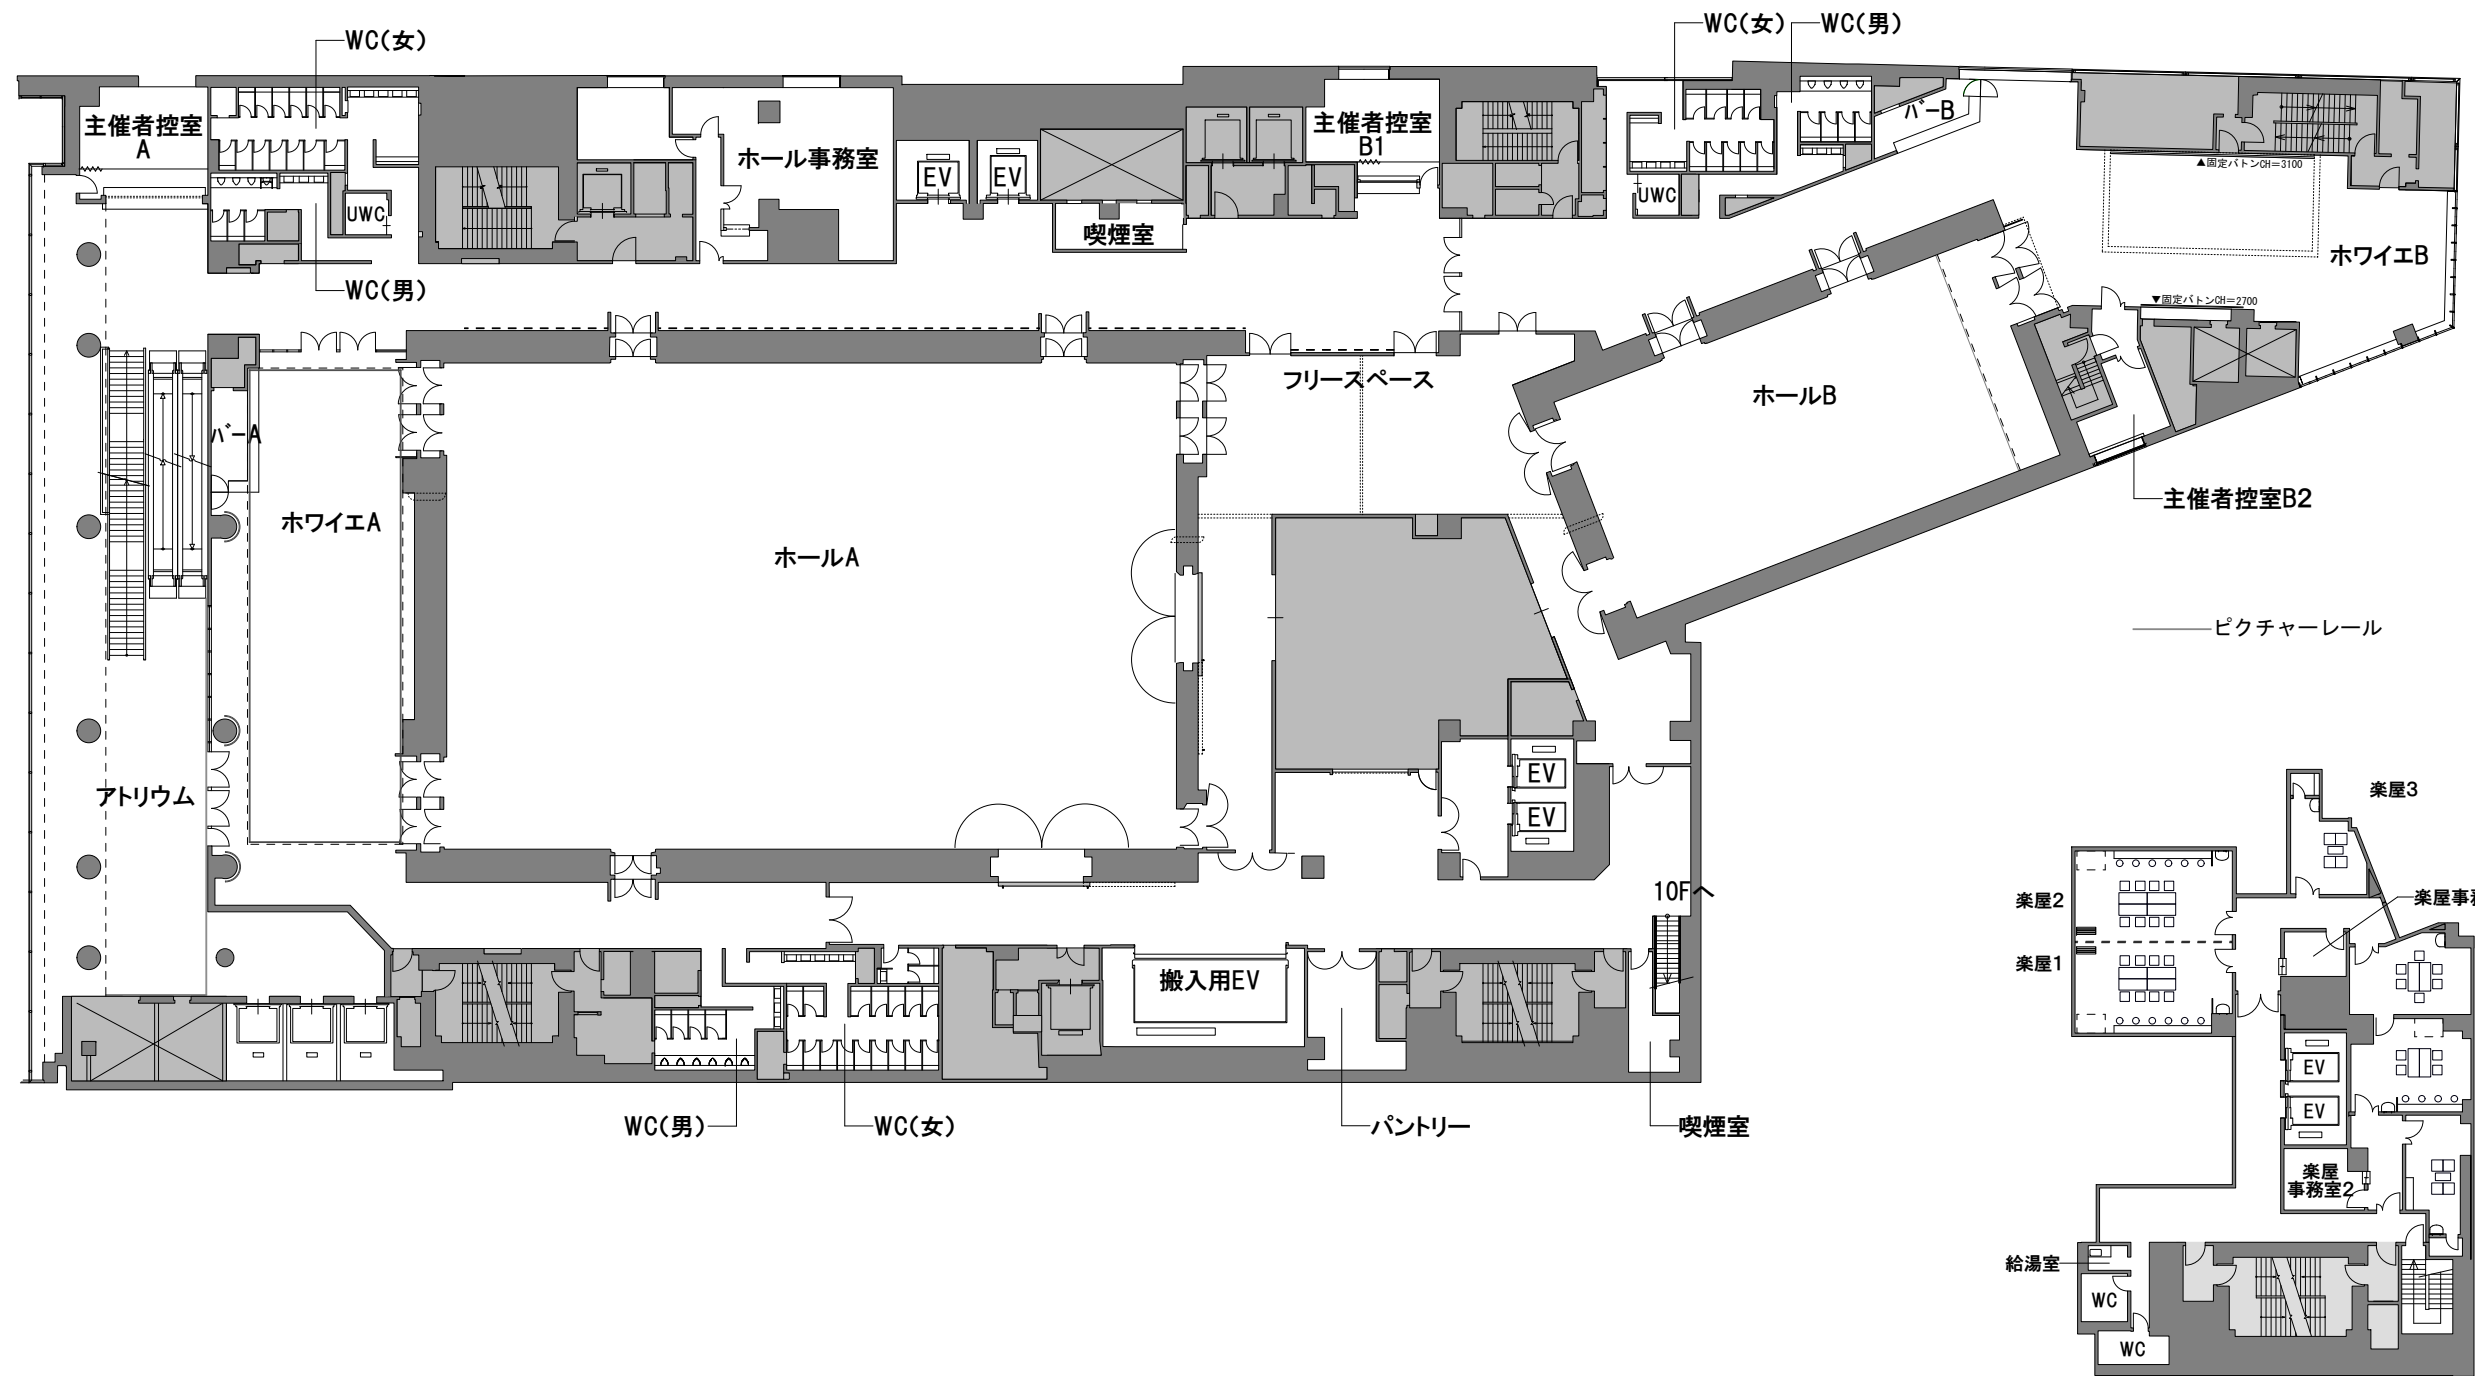 WC(女)
WC(男)
WC(女)
WC(男)
主催者控室
A
UWC
ホール事務室
EV
EV
喫煙室
主催者控室
B1
UWC
バーB
▲固定バトンCH=3100
ホワイエB
▼固定バトンCH=2700
WC(男)
フリースペース
ホールB
バーA
ホワイエA
ホールA
主催者控室B2
ピクチャーレール
アトリウム
EV
EV
10Fへ
搬入用EV
WC(男)
WC(女)
パントリー
喫煙室
楽屋3
楽屋2
楽屋1
楽屋事
EV
EV
楽屋
事務室2
給湯室
WC
WC